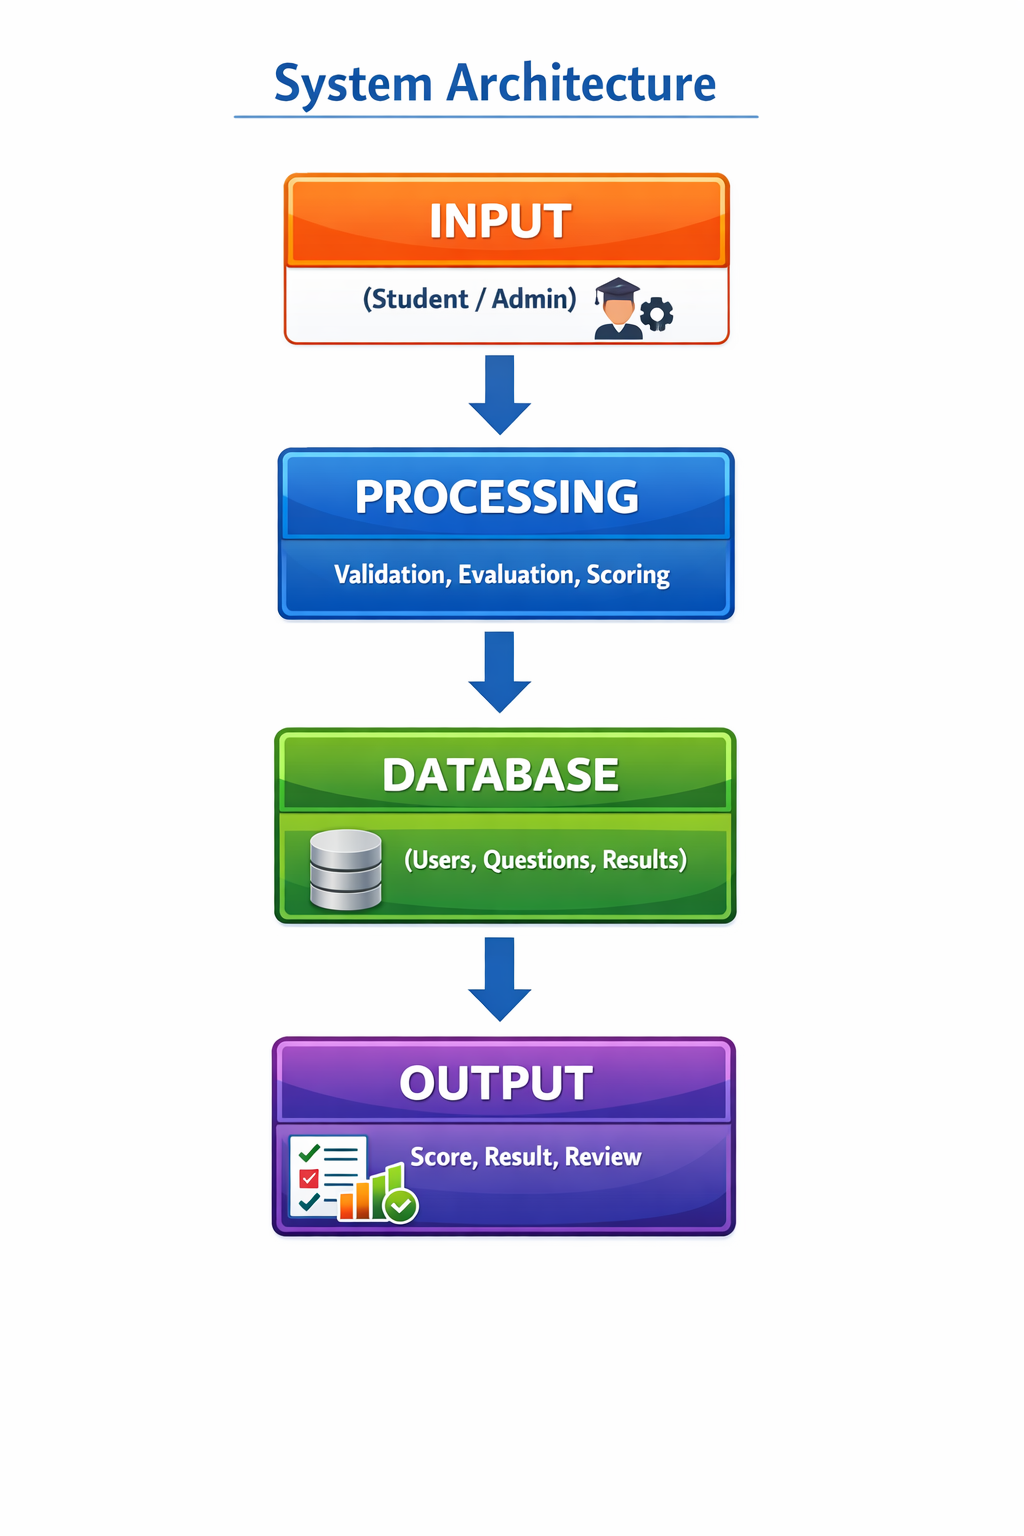 System Architecture
INPUT
(Student / Admin)
PROCESSING
Validation, Evaluation, Scoring
DATABASE
(Users, Questions, Results)
OUTPUT
Score, Result, Review